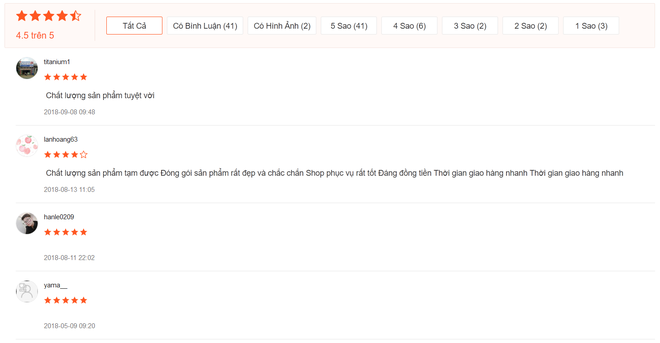 4,5 trên 5
Tất Cả
Có Bình Luận (41)
Có Hình Ảnh (2)
5 Sao (41)
4 Sao (6)
3 Sao (2)
2 Sao (2)
1 Sao (3)
titanium1
Chất lượng sản phẩm tuyệt vời
2018-09-08 09:48
lanhoang63
Chất lượng sản phẩm tạm được Đóng gói sản phẩm rất đẹp và chắc chắn Shop phục vụ rất tốt Đáng đồng tiền Thời gian giao hàng nhanh Thời gian giao hàng nhanh
2018-08-13 11:05
hanle0209
2018-08-11 22:02
yama__
2018-05-09 09:20